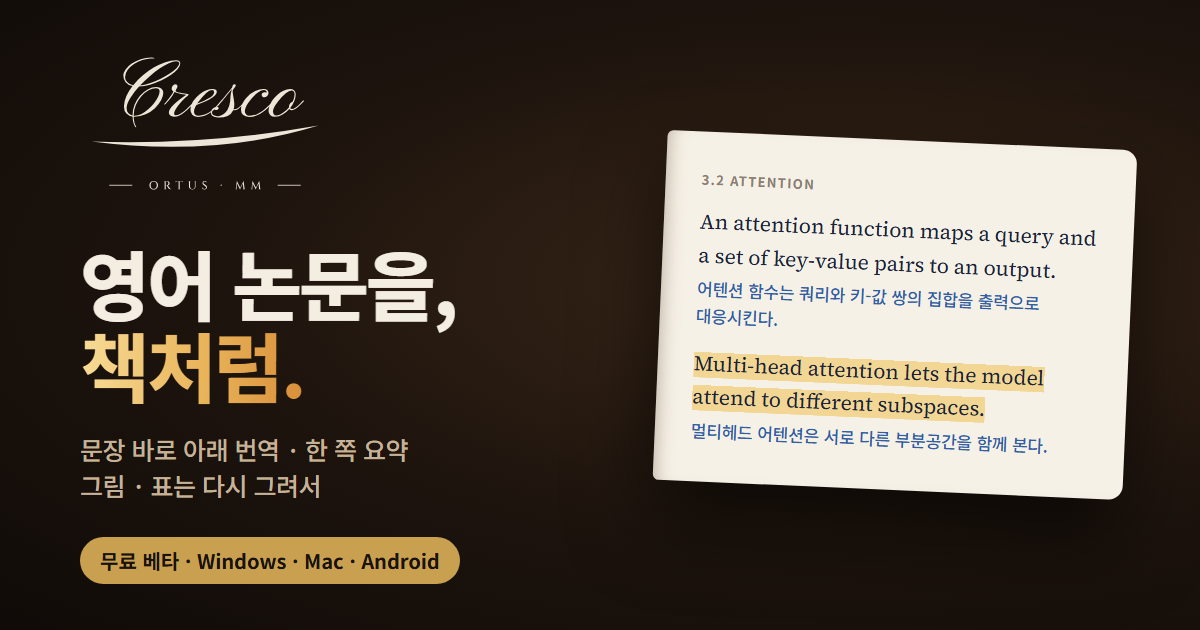 Cresco
ORTUS · MM
영어 논문을,
책처럼.
문장 바로 아래 번역 · 한 쪽 요약
그림 · 표는 다시 그려서
무료 베타 · Windows · Mac · Android
3.2 ATTENTION
An attention function maps a query and
a set of key-value pairs to an output.
어텐션 함수는 쿼리와 키-값 쌍의 집합을 출력으로
대응시킨다.
Multi-head attention lets the model
attend to different subspaces.
멀티헤드 어텐션은 서로 다른 부분공간을 함께 본다.